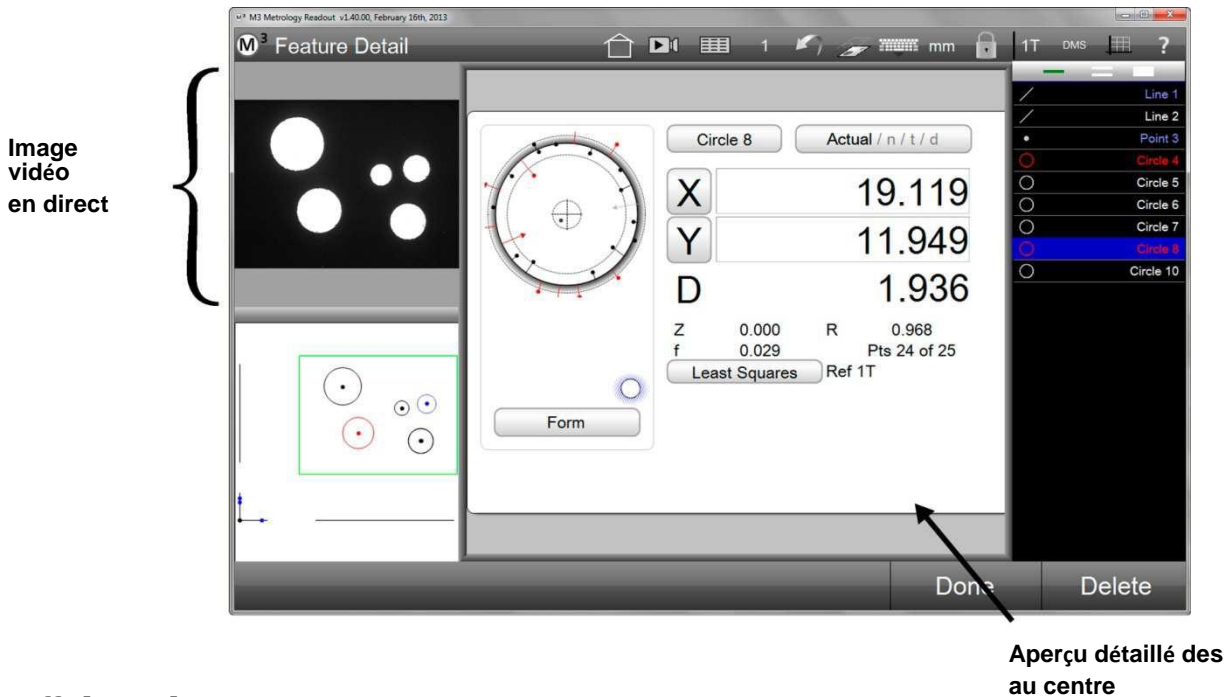 M³ M3 Metrology Readout v1.40.00, February 16th, 2013
M³ Feature Detail
1
mm
1T
DMS
?
Image
vidéo
en direct
Circle 8
Actual / n / t / d
X 19.119
Y 11.949
D 1.936
Z 0.000 R 0.968
f 0.029 Pts 24 of 25
Least Squares Ref 1T
Form
Line 1
Line 2
Point 3
Circle 4
Circle 5
Circle 6
Circle 7
Circle 8
Circle 10
Done
Delete
Aperçu détaillé des
au centre